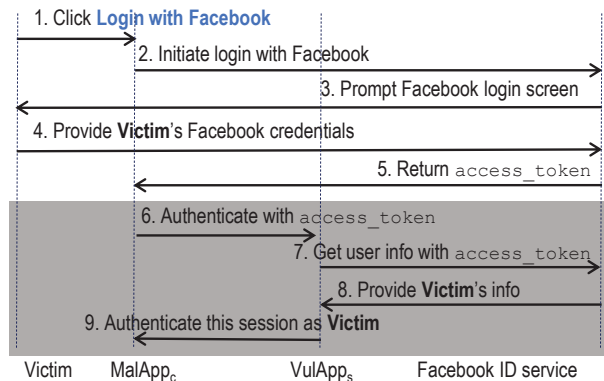 1. Click Login with Facebook
2. Initiate login with Facebook
3. Prompt Facebook login screen
4. Provide Victim's Facebook credentials
5. Return access_token
6. Authenticate with access_token
7. Get user info with access_token
8. Provide Victim's info
9. Authenticate this session as Victim
Victim MalAppc VulApps Facebook ID service